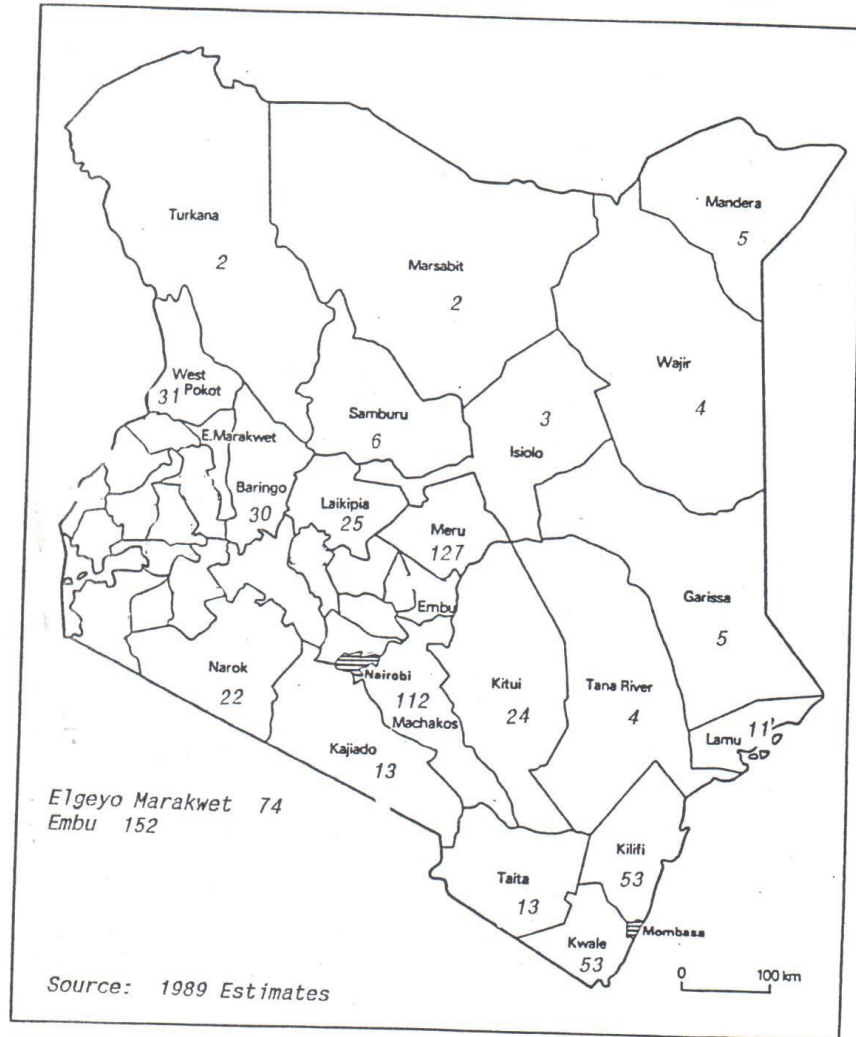 Turkana
2
Marsabit
2
Mandera
5
Wajir
4
West
Pokot
31
E.Marakwet
Samburu
6
3
Isiolo
Baringo
30
Laikipia
25
Meru
127
Embu
Garissa
5
Narok
22
Nairobi
112
Machakos
Kitui
24
Tana River
4
Lamu
11
Kajiado
13
Elgeyo Marakwet 74
Embu 152
Kilifi
53
Taita
13
Mombasa
Kwale
53
0 100 km
Source: 1989 Estimates